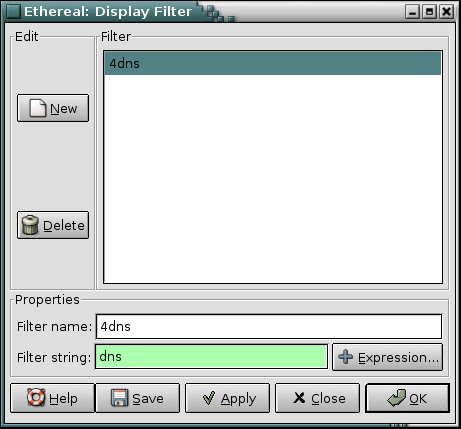 Ethereal: Display Filter
Edit
Filter
4dns
New
Delete
Properties
Filter name: 4dns
Filter string: dns Expression...
Help Save Apply Close OK